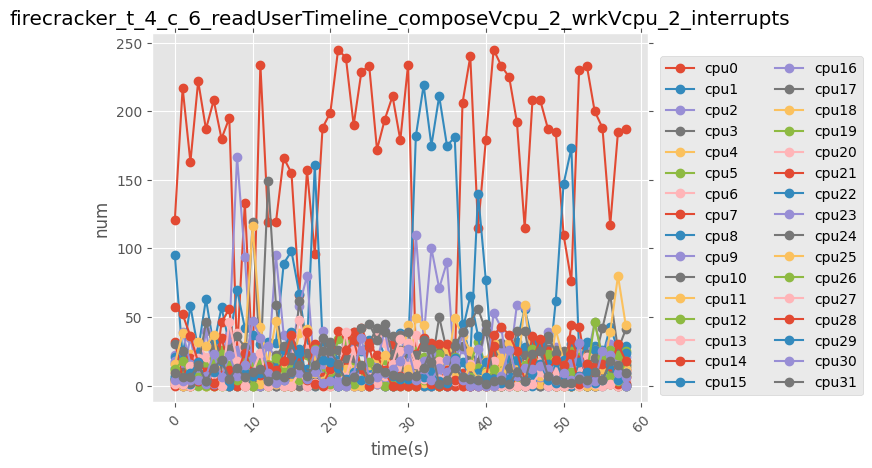 firecracker_t_4_c_6_readUserTimeline_composeVcpu_2_wrkVcpu_2_interrupts
250
200
150
100
50
0
num
0
10
20
30
40
50
60
time(s)
cpu0
cpu1
cpu2
cpu3
cpu4
cpu5
cpu6
cpu7
cpu8
cpu9
cpu10
cpu11
cpu12
cpu13
cpu14
cpu15
cpu16
cpu17
cpu18
cpu19
cpu20
cpu21
cpu22
cpu23
cpu24
cpu25
cpu26
cpu27
cpu28
cpu29
cpu30
cpu31